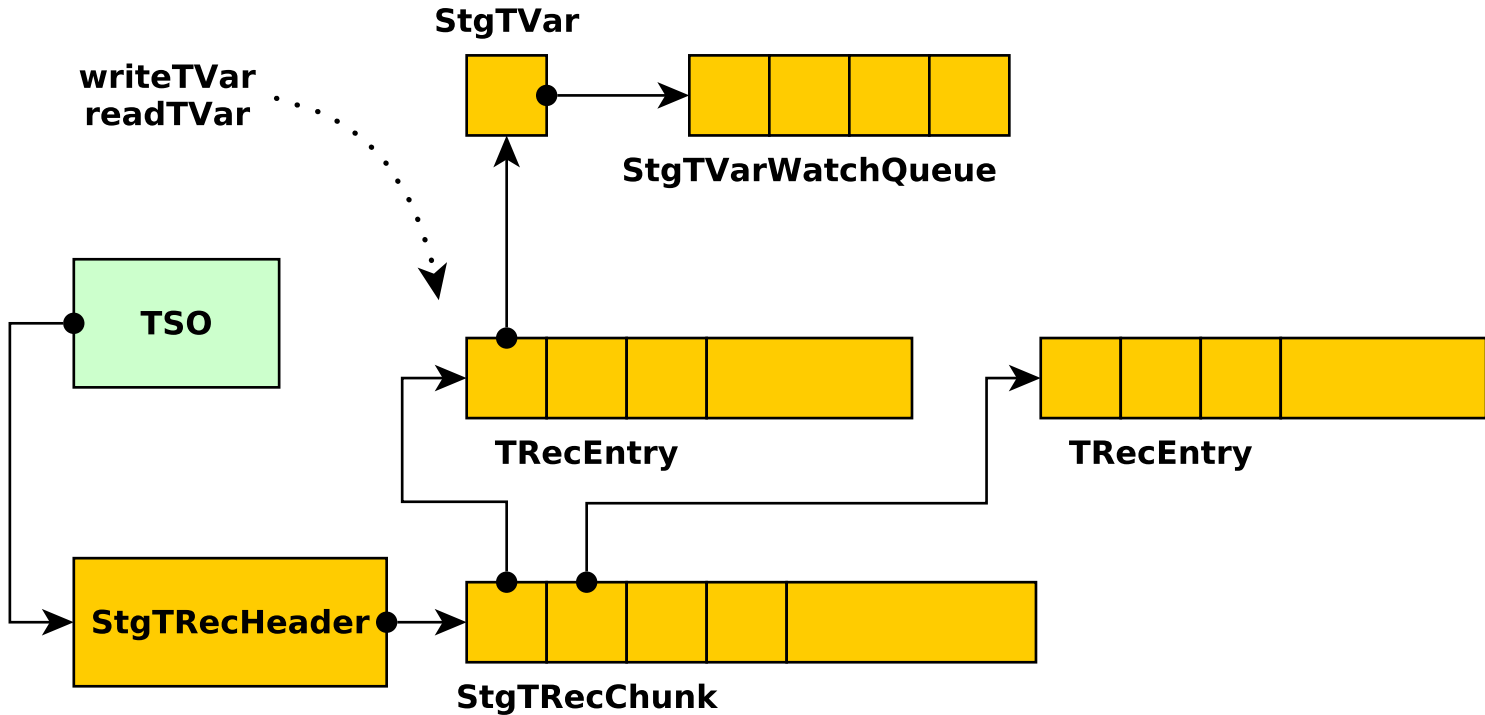 StgTVar
writeTVar
readTVar
StgTVarWatchQueue
TSO
TRecEntry
TRecEntry
StgTRecHeader
StgTRecChunk